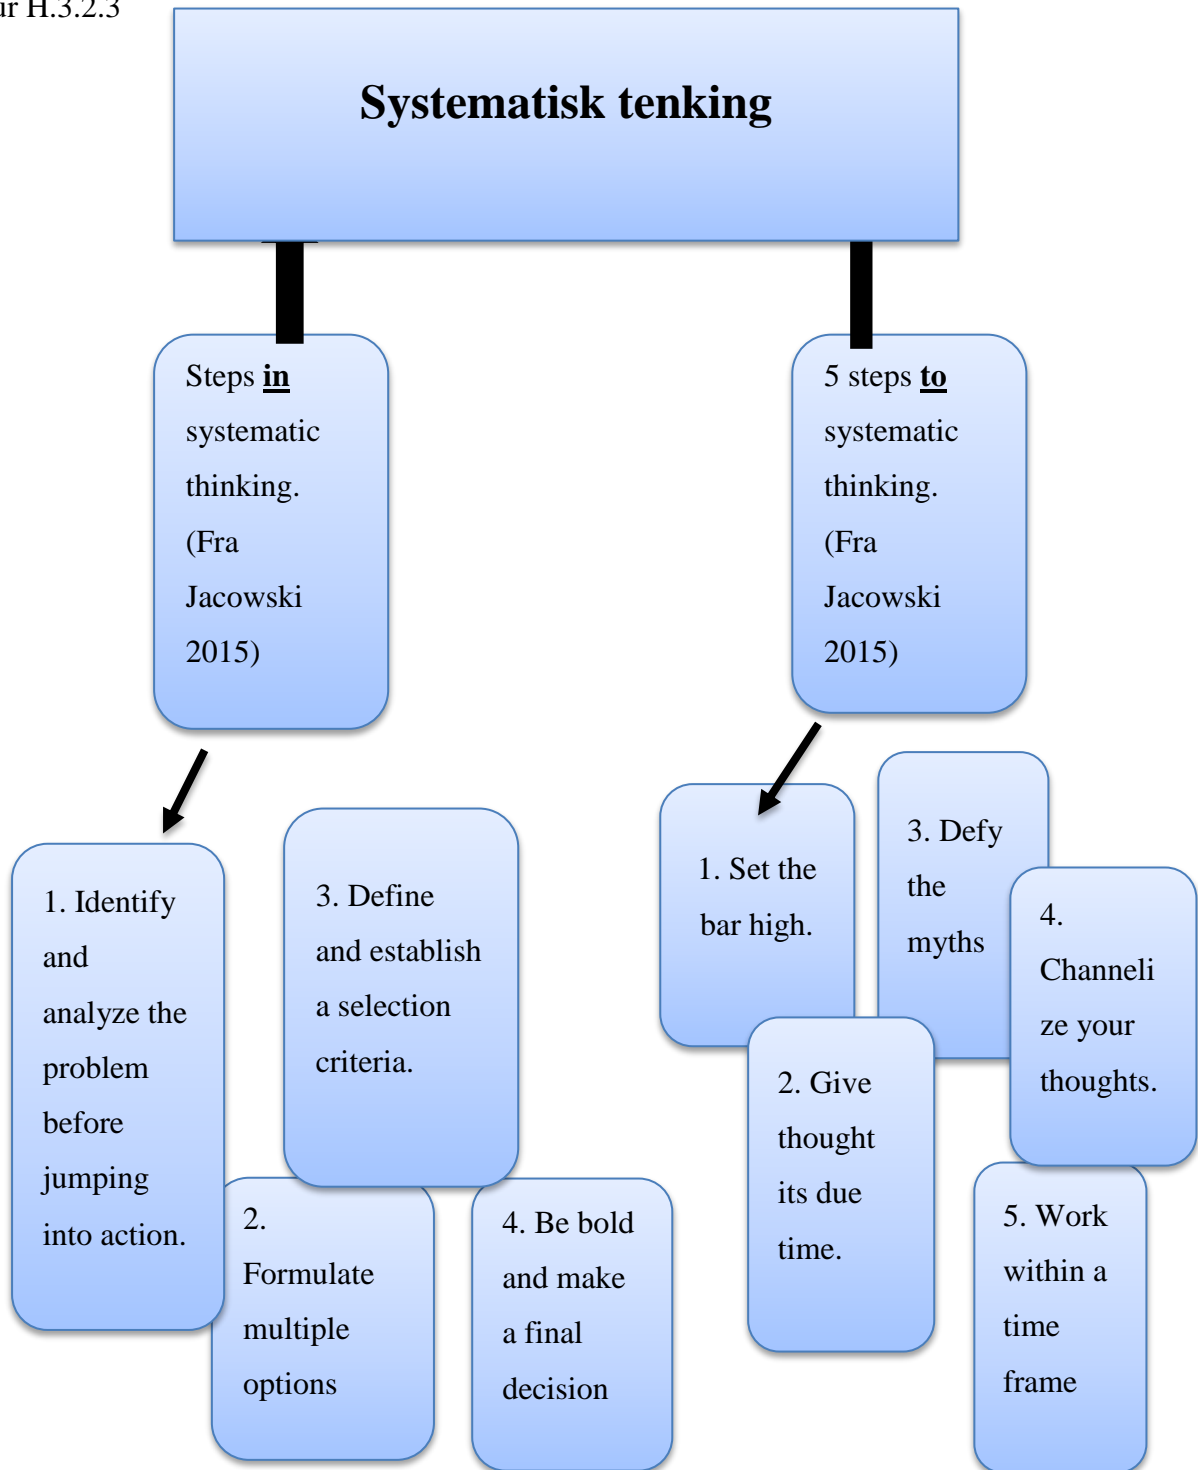 H.3.2.3
Systematisk tenking
Steps in
systematic
thinking.
(Fra
Jacowski
2015)
5 steps to
systematic
thinking.
(Fra
Jacowski
2015)
1. Identify
and
analyze the
problem
before
jumping
into action.
2.
Formulate
multiple
options
3. Define
and establish
a selection
criteria.
4. Be bold
and make
a final
decision
1. Set the
bar high.
2. Give
thought
its due
time.
3. Defy
the
myths
4.
Channeli
ze your
thoughts.
5. Work
within a
time
frame